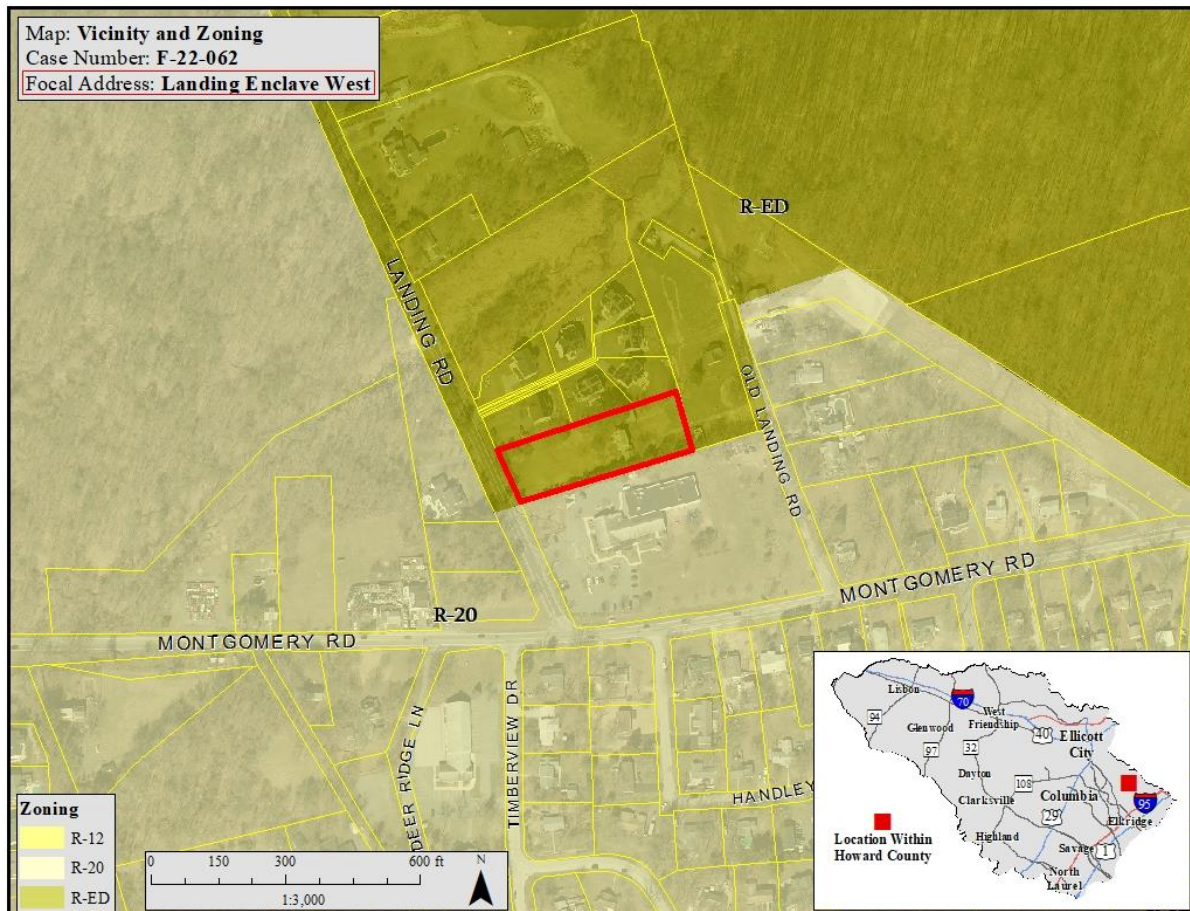 Map: Vicinity and Zoning
Case Number: F-22-062
Focal Address: Landing Enclave West
R-ED
LANDING RD
OLD LANDING RD
MONTGOMERY RD
R-20
MONTGOMERY RD
DEER RIDGE LN
TIMBERVIEW DR
HANDLEY
Zoning
R-12
R-20
R-ED
0 150 300 600 ft
N
1:3,000
Lisbon
70
West
Friendship
94
Glenwood
40
Ellicott
City
97
32
Dayton
108
Columbia
Clarksville
29
95
Elkridge
Highland
Savage
1
North
Laurel
Location Within
Howard County